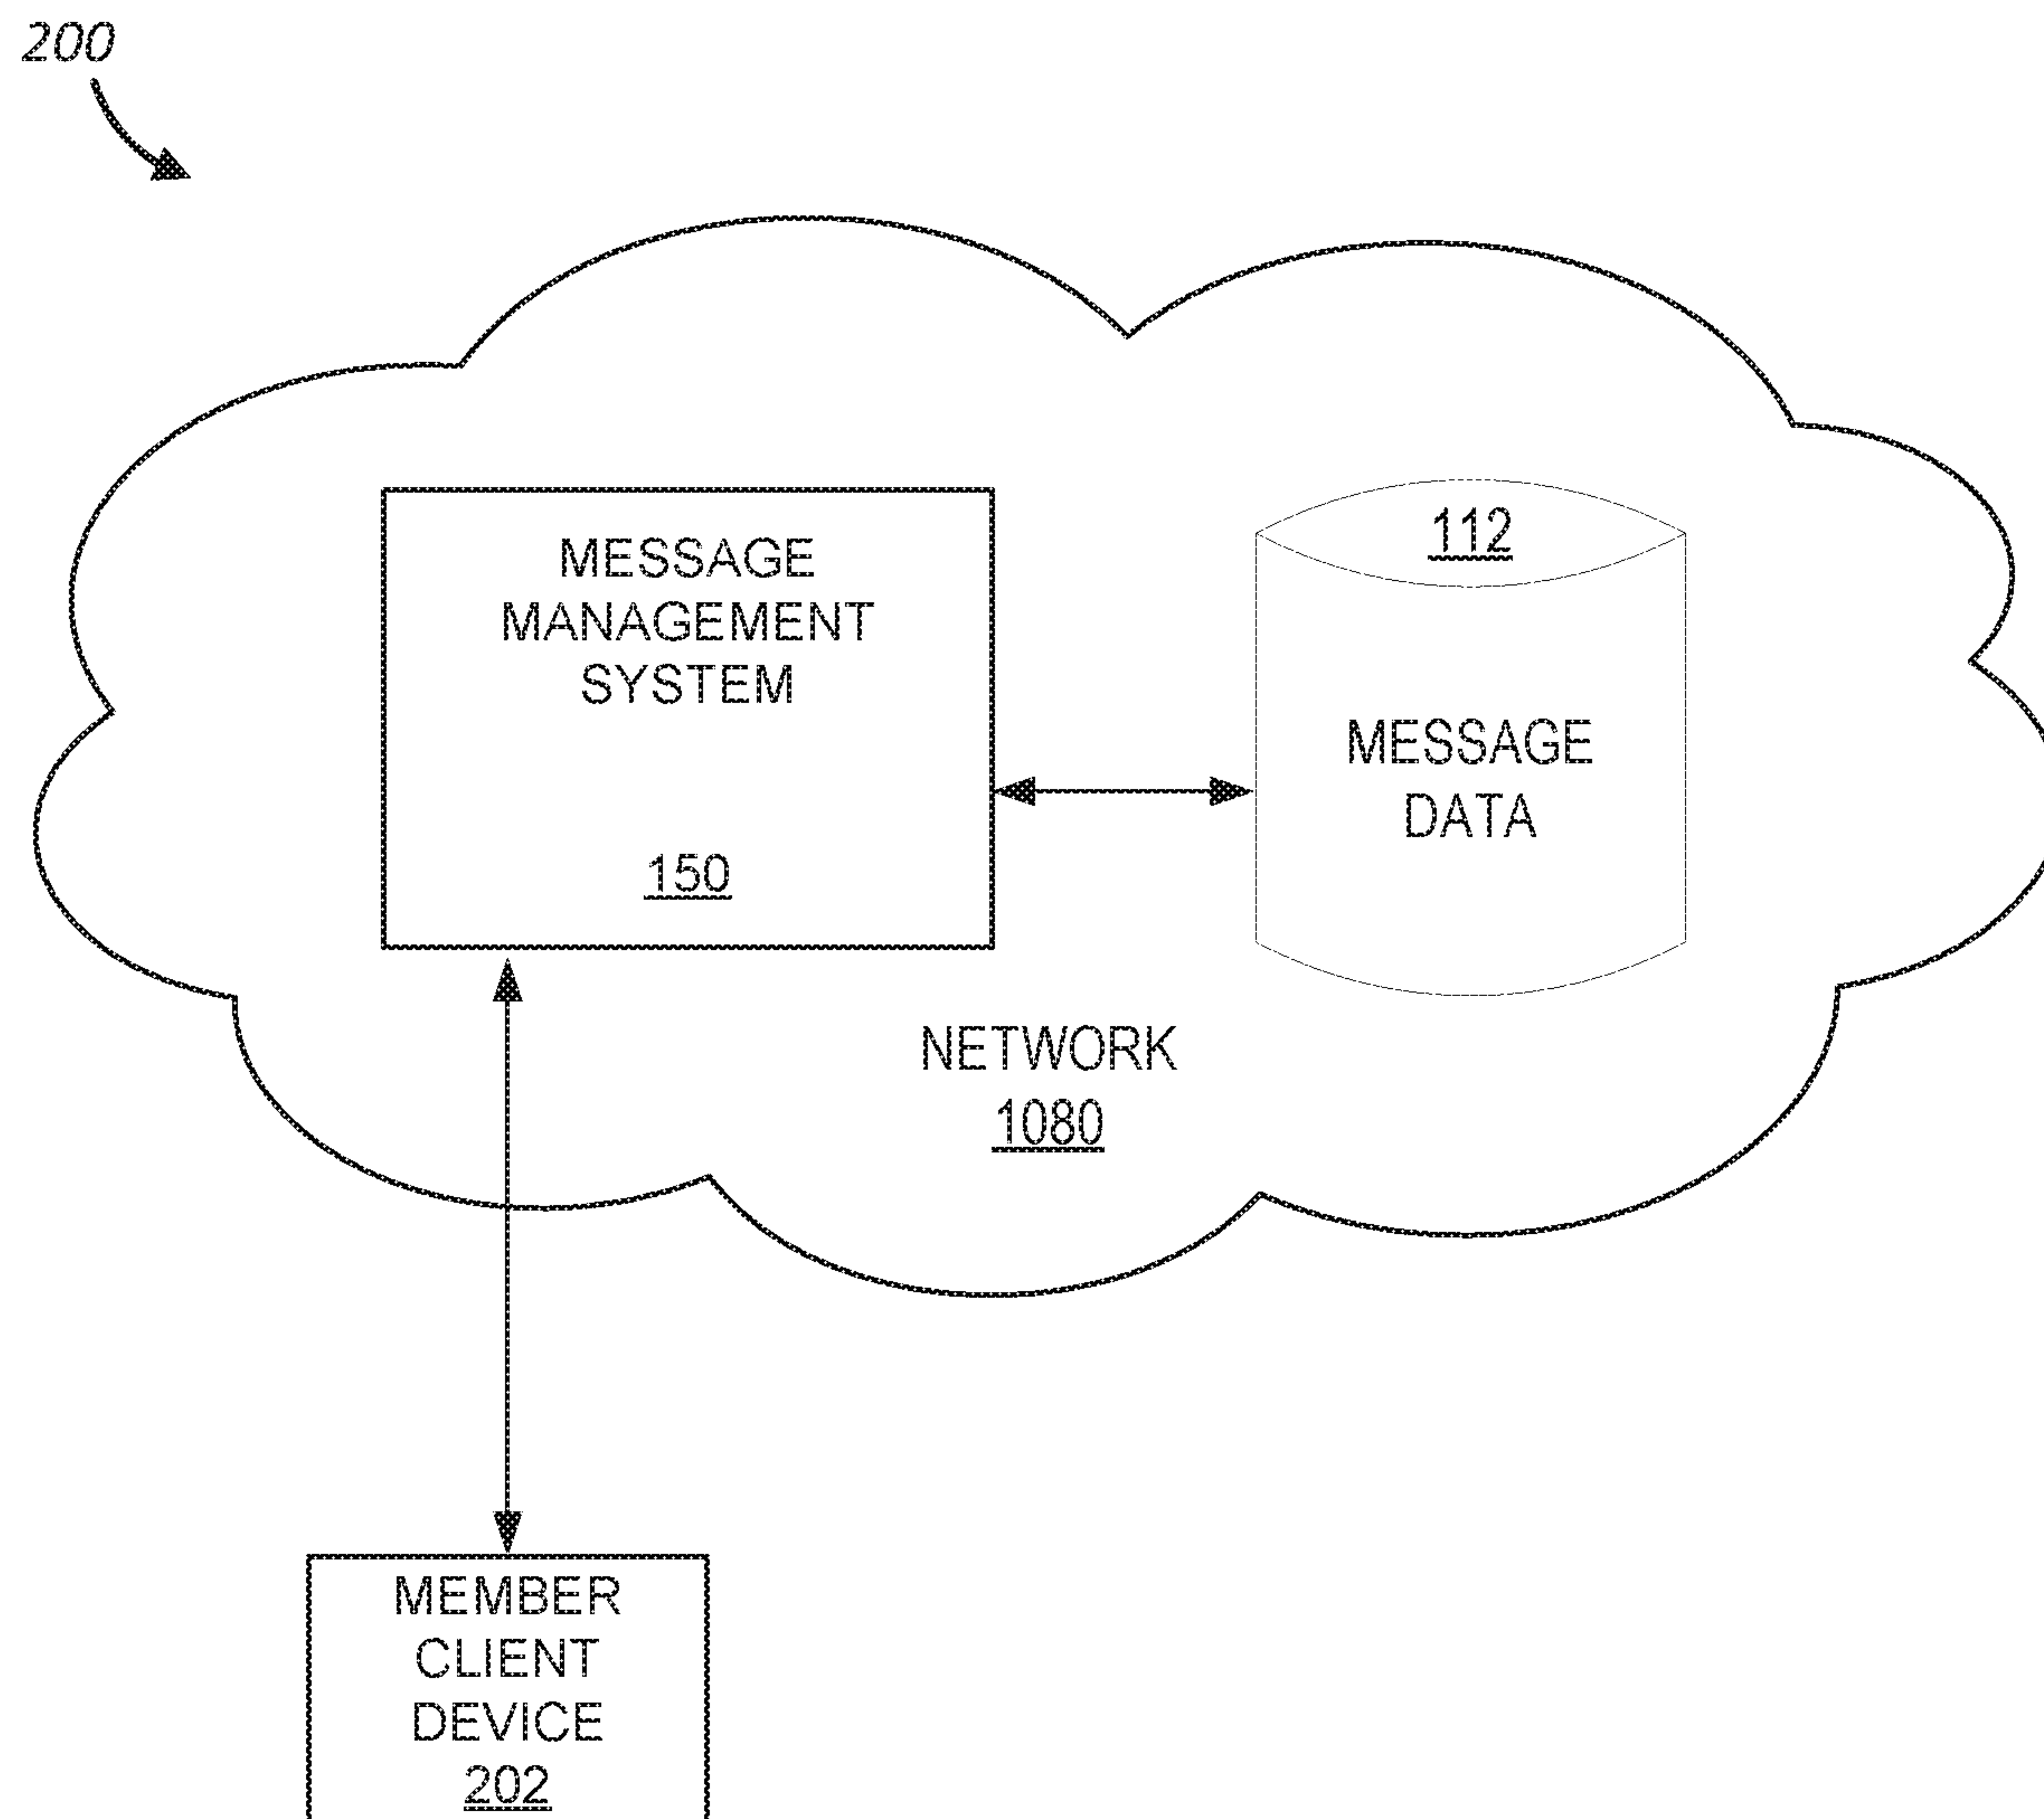 200
MESSAGE
MANAGEMENT
SYSTEM
150
112
MESSAGE
DATA
NETWORK
1080
MEMBER
CLIENT
DEVICE
202